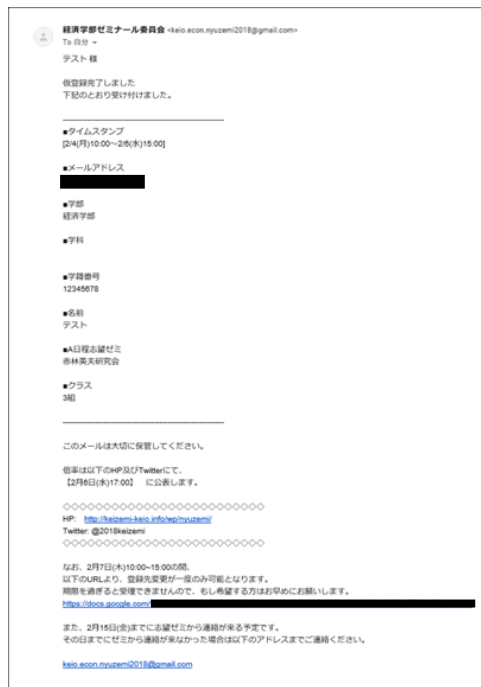 経済学部ゼミナール委員会 <keio.econ.nyuzemi2018@gmail.com>
To 自分
テスト 様
仮登録完了しました
下記のとおり受け付けました。
■タイムスタンプ
[2/4(月)10:00～2/6(水)15:00]
■メールアドレス
■学部
経済学部
■学科
■学籍番号
12345678
■名前
テスト
■A日程志望ゼミ
赤林英夫研究会
■クラス
3組
このメールは大切に保管してください。
倍率は以下のHP及びTwitterにて、
【2月6日(水)17:00】 に公表します。
◇◇◇◇◇◇◇◇◇◇◇◇◇◇◇◇◇◇◇◇◇◇◇◇
HP: http://keizemi-keio.info/wp/nyuzemi/
Twitter: @2018keizemi
◇◇◇◇◇◇◇◇◇◇◇◇◇◇◇◇◇◇◇◇◇◇◇◇
なお、2月7日(木)10:00~15:00の間、
以下のURLより、登録先変更が一度のみ可能となります。
期限を過ぎると受理できませんので、もし希望する方はお早めにお願いします。
https://docs.google.com/
また、2月15日(金)までに志望ゼミから連絡が来る予定です。
その日までにゼミから連絡が来なかった場合は以下のアドレスまでご連絡ください。
keio.econ.nyuzemi2018@gmail.com